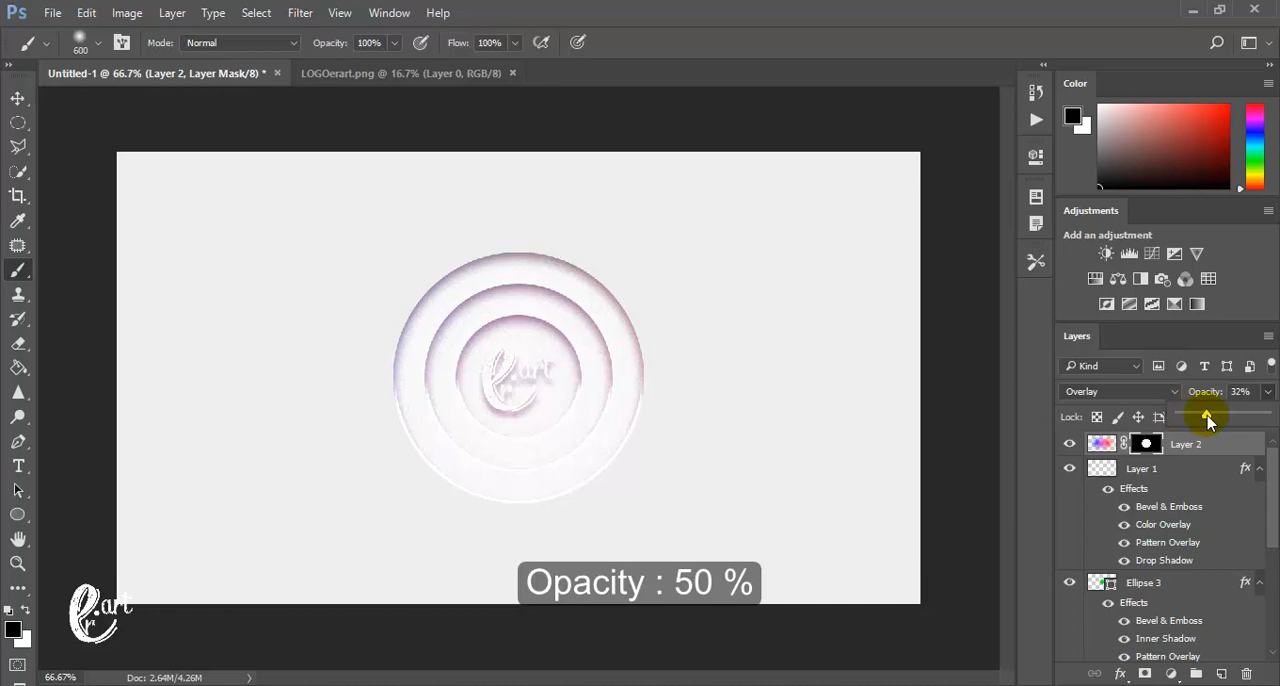 Ps File Edit Image Layer Type Select Filter View Window Help
600 Mode: Normal Opacity: 100% Flow: 100%
Untitled-1 @ 66.7% (Layer 2, Layer Mask/8) * × LOGOerart.png @ 16.7% (Layer 0, RGB/8) ×
Color
Adjustments
Add an adjustment
Layers
Kind
Overlay Opacity: 32%
Lock:
Layer 2
Layer 1 fx
Effects
Bevel & Emboss
Color Overlay
Pattern Overlay
Drop Shadow
Ellipse 3 fx
Effects
Bevel & Emboss
Inner Shadow
Pattern Overlay
Opacity : 50 %
66.67% Doc: 2.64M/4.26M
fx